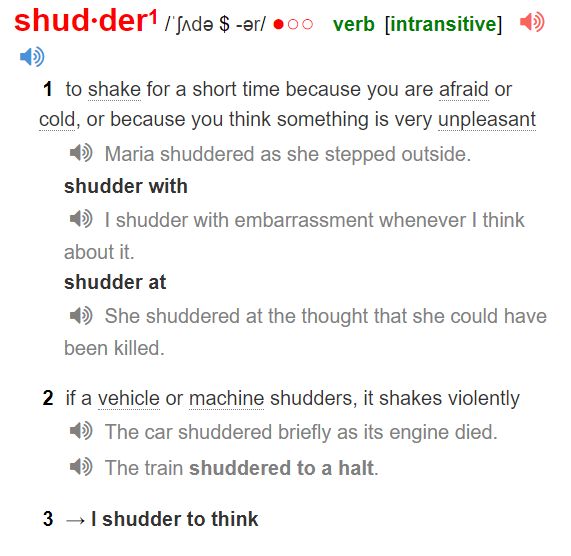 shud·der¹ /ˈʃʌdə $ -ər/ ●○○ verb [intransitive]
1 to shake for a short time because you are afraid or
cold, or because you think something is very unpleasant
Maria shuddered as she stepped outside.
shudder with
I shudder with embarrassment whenever I think
about it.
shudder at
She shuddered at the thought that she could have
been killed.
2 if a vehicle or machine shudders, it shakes violently
The car shuddered briefly as its engine died.
The train shuddered to a halt.
3 → I shudder to think